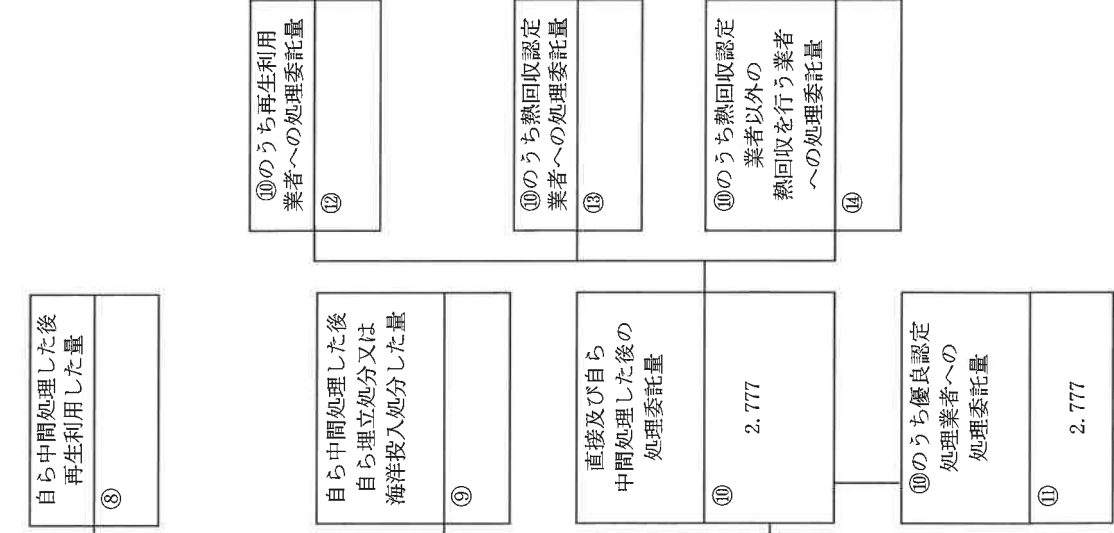 自ら中間処理した後
再生利用した量
⑧
自ら中間処理した後
自ら埋立処分又は
海洋投入処分した量
⑨
直接及び自ら
中間処理した後の
処理委託量
⑩
2.777
⑩のうち優良認定
処理業者への
処理委託量
⑪
2.777
⑩のうち再生利用
業者への処理委託量
⑫
⑩のうち熱回収認定
業者への処理委託量
⑬
⑩のうち熱回収認定
業者以外の
熱回収を行う業者
への処理委託量
⑭